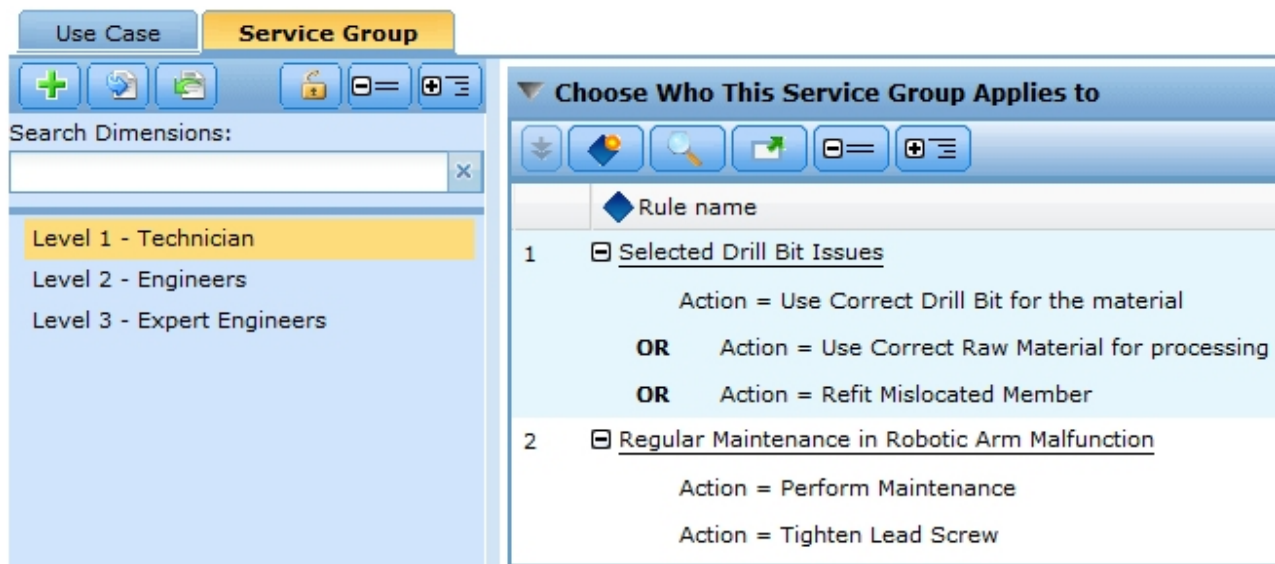 Use Case
Service Group
Search Dimensions:
Level 1 - Technician
Level 2 - Engineers
Level 3 - Expert Engineers
Choose Who This Service Group Applies to
Rule name
1 Selected Drill Bit Issues
Action = Use Correct Drill Bit for the material
OR Action = Use Correct Raw Material for processing
OR Action = Refit Mislocated Member
2 Regular Maintenance in Robotic Arm Malfunction
Action = Perform Maintenance
Action = Tighten Lead Screw